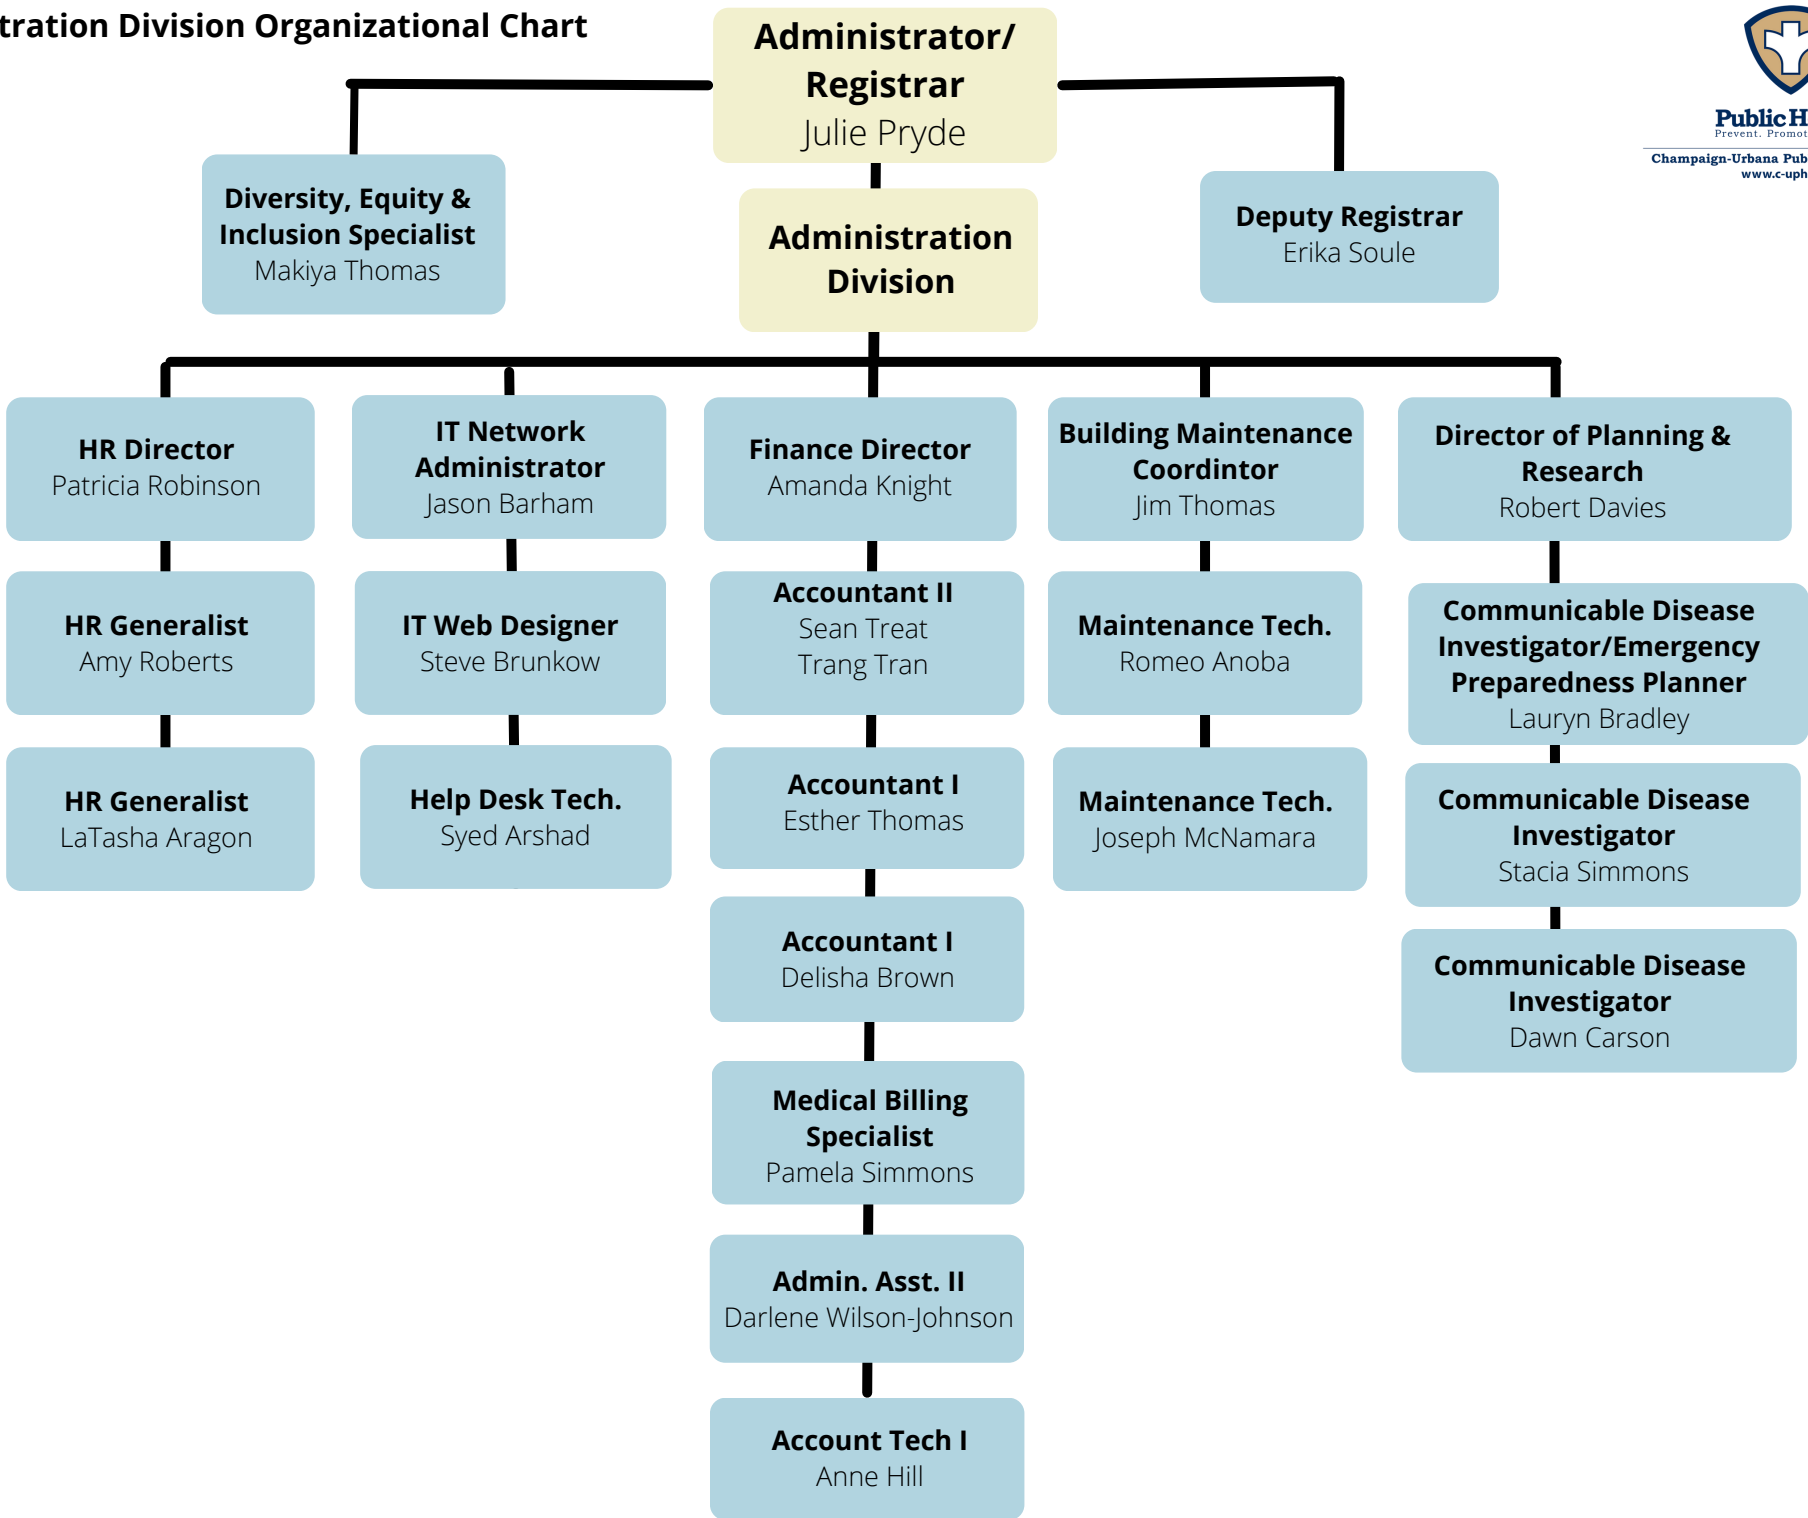 tration Division Organizational Chart
Administrator/
Registrar
Julie Pryde
Public H
Prevent. Promot
Champaign-Urbana Pub
www.c-uph
Diversity, Equity &
Inclusion Specialist
Makiya Thomas
Administration
Division
Deputy Registrar
Erika Soule
HR Director
Patricia Robinson
IT Network
Administrator
Jason Barham
Finance Director
Amanda Knight
Building Maintenance
Coordintor
Jim Thomas
Director of Planning &
Research
Robert Davies
HR Generalist
Amy Roberts
IT Web Designer
Steve Brunkow
Accountant II
Sean Treat
Trang Tran
Maintenance Tech.
Romeo Anoba
Communicable Disease
Investigator/Emergency
Preparedness Planner
Lauryn Bradley
HR Generalist
LaTasha Aragon
Help Desk Tech.
Syed Arshad
Accountant I
Esther Thomas
Maintenance Tech.
Joseph McNamara
Communicable Disease
Investigator
Stacia Simmons
Accountant I
Delisha Brown
Communicable Disease
Investigator
Dawn Carson
Medical Billing
Specialist
Pamela Simmons
Admin. Asst. II
Darlene Wilson-Johnson
Account Tech I
Anne Hill